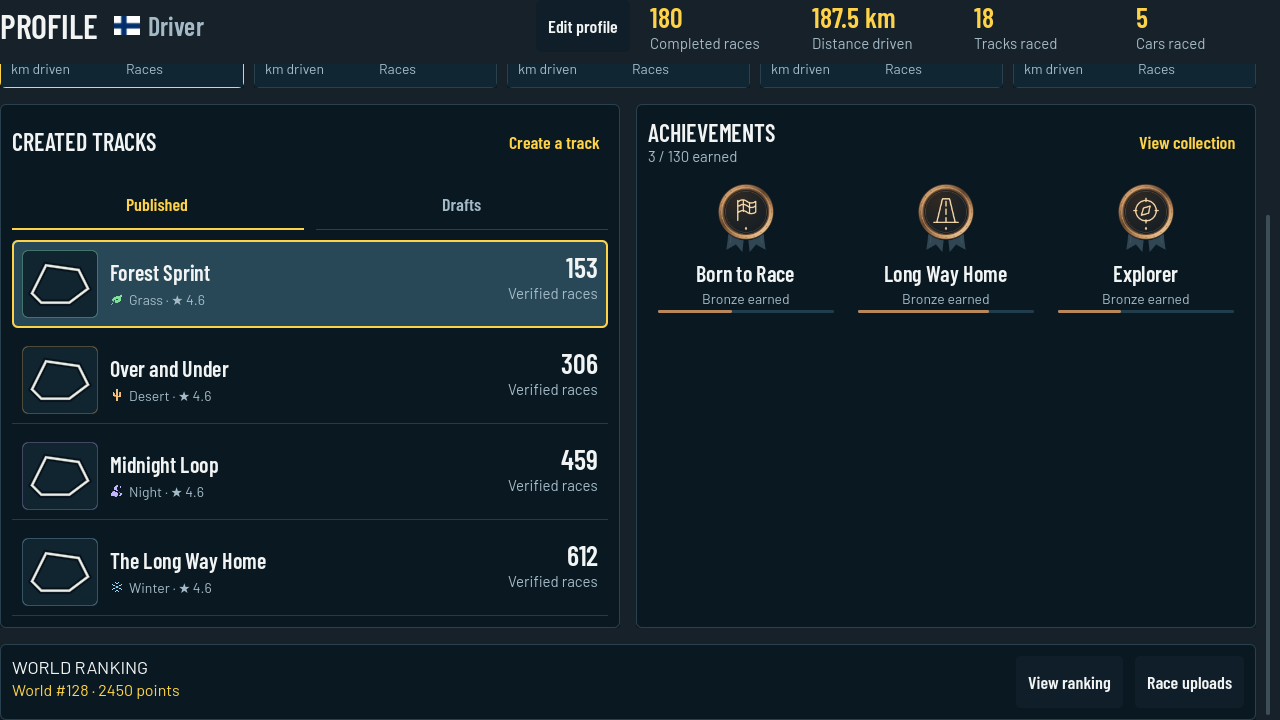 PROFILE Driver
Edit profile
180
Completed races
187.5 km
Distance driven
18
Tracks raced
5
Cars raced
km driven Races
km driven Races
km driven Races
km driven Races
km driven Races
CREATED TRACKS
Create a track
Published
Drafts
Forest Sprint
Grass · ★ 4.6
153
Verified races
Over and Under
Desert · ★ 4.6
306
Verified races
Midnight Loop
Night · ★ 4.6
459
Verified races
The Long Way Home
Winter · ★ 4.6
612
Verified races
ACHIEVEMENTS
3 / 130 earned
View collection
Born to Race
Bronze earned
Long Way Home
Bronze earned
Explorer
Bronze earned
WORLD RANKING
World #128 · 2450 points
View ranking
Race uploads